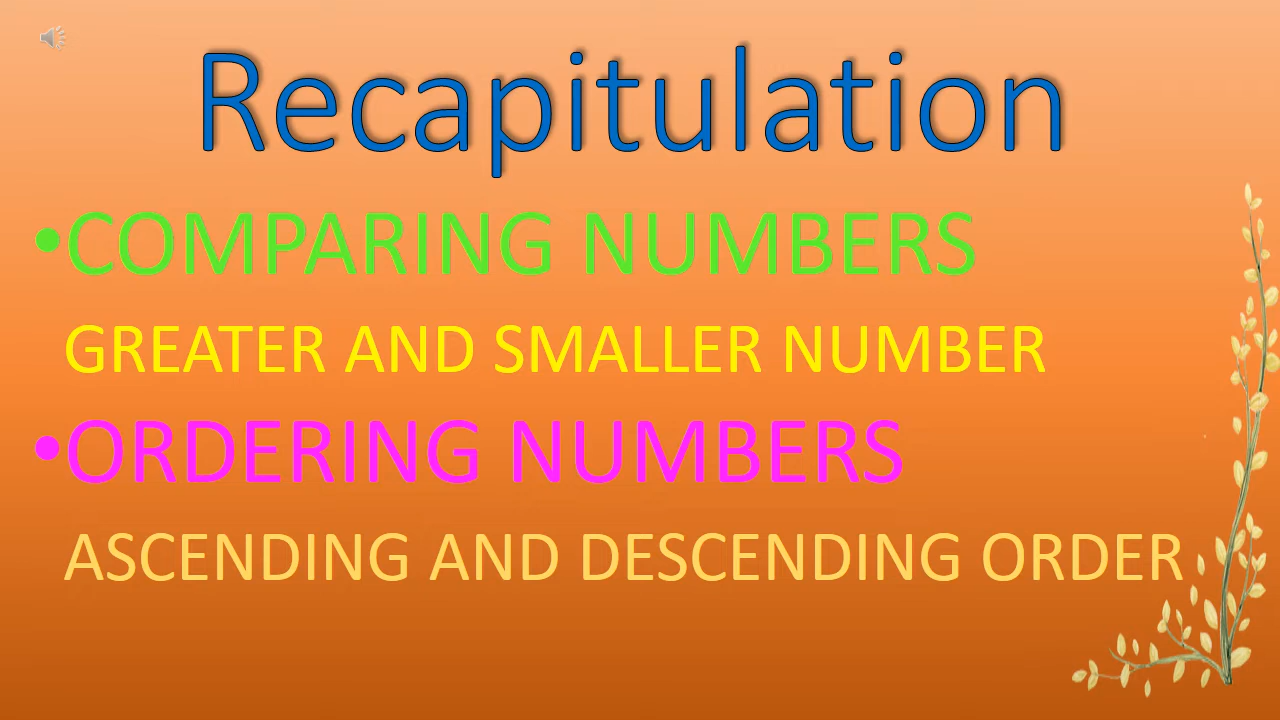 Recapitulation
•COMPARING NUMBERS
GREATER AND SMALLER NUMBER
•ORDERING NUMBERS
ASCENDING AND DESCENDING ORDER